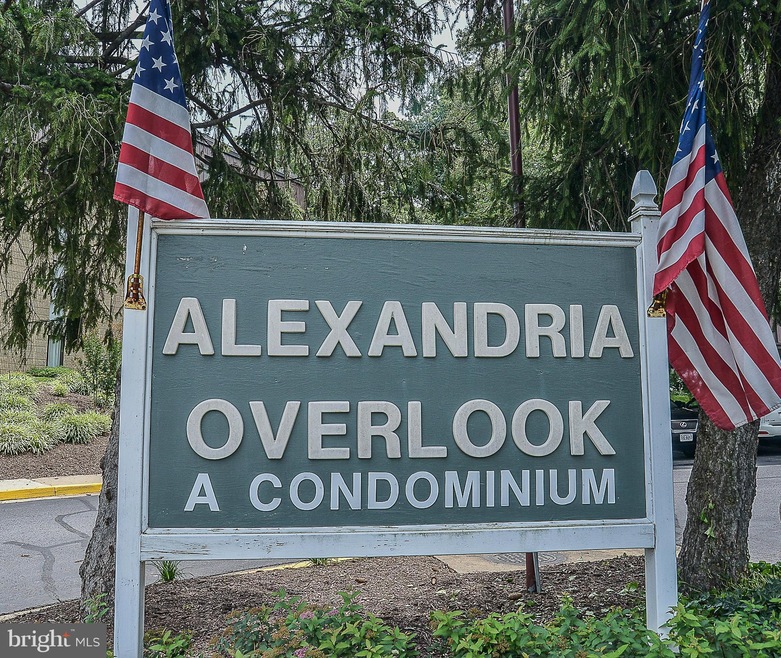 ALEXANDRIA
OVERLOOK
A CONDOMINIUM
bright MLS